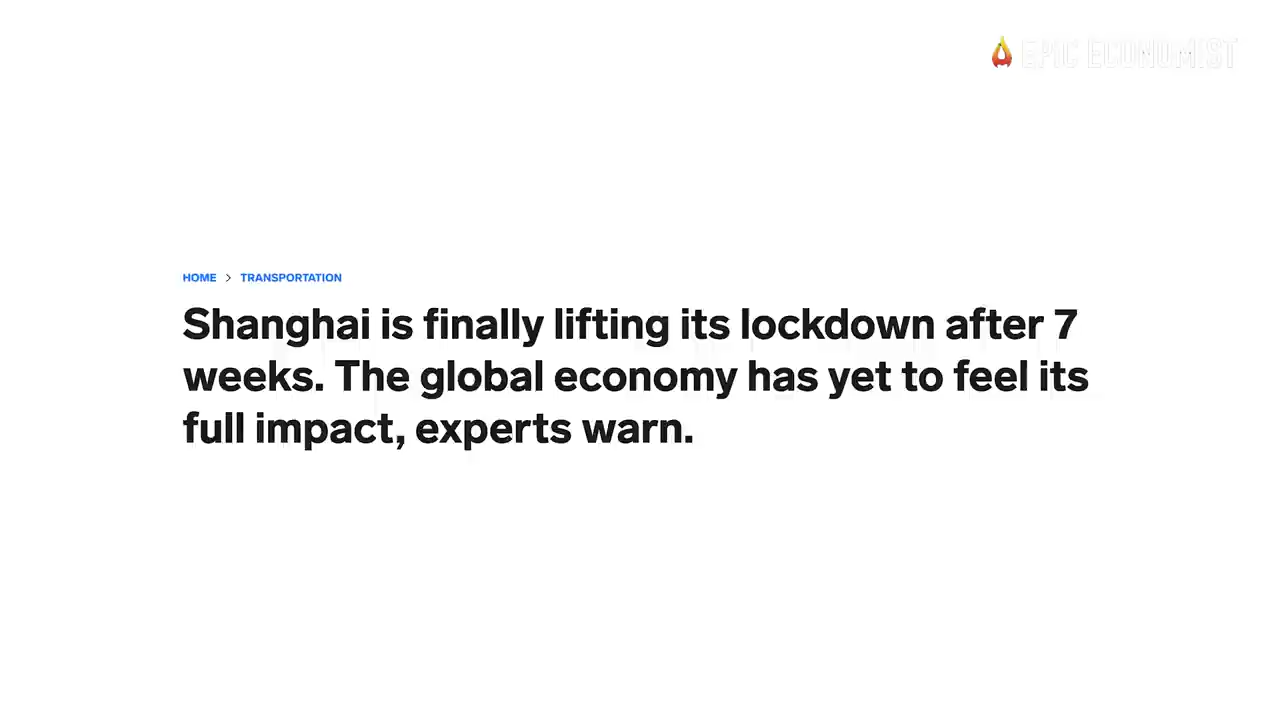 EPIC ECONOMIST
HOME > TRANSPORTATION
Shanghai is finally lifting its lockdown after 7
weeks. The global economy has yet to feel its
full impact, experts warn.